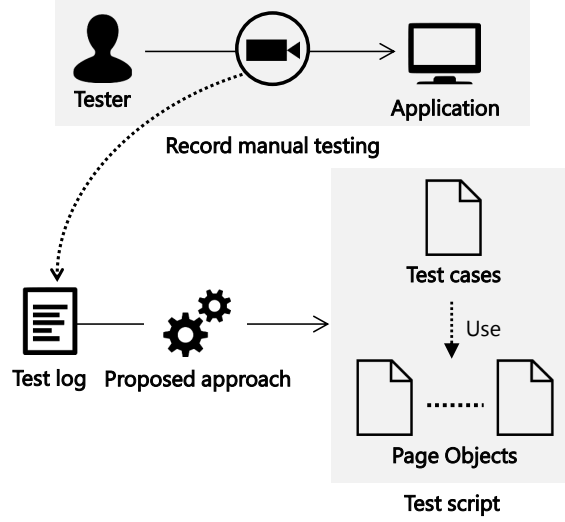 Tester
Application
Record manual testing
Test cases
Use
Test log
Proposed approach
Page Objects
Test script